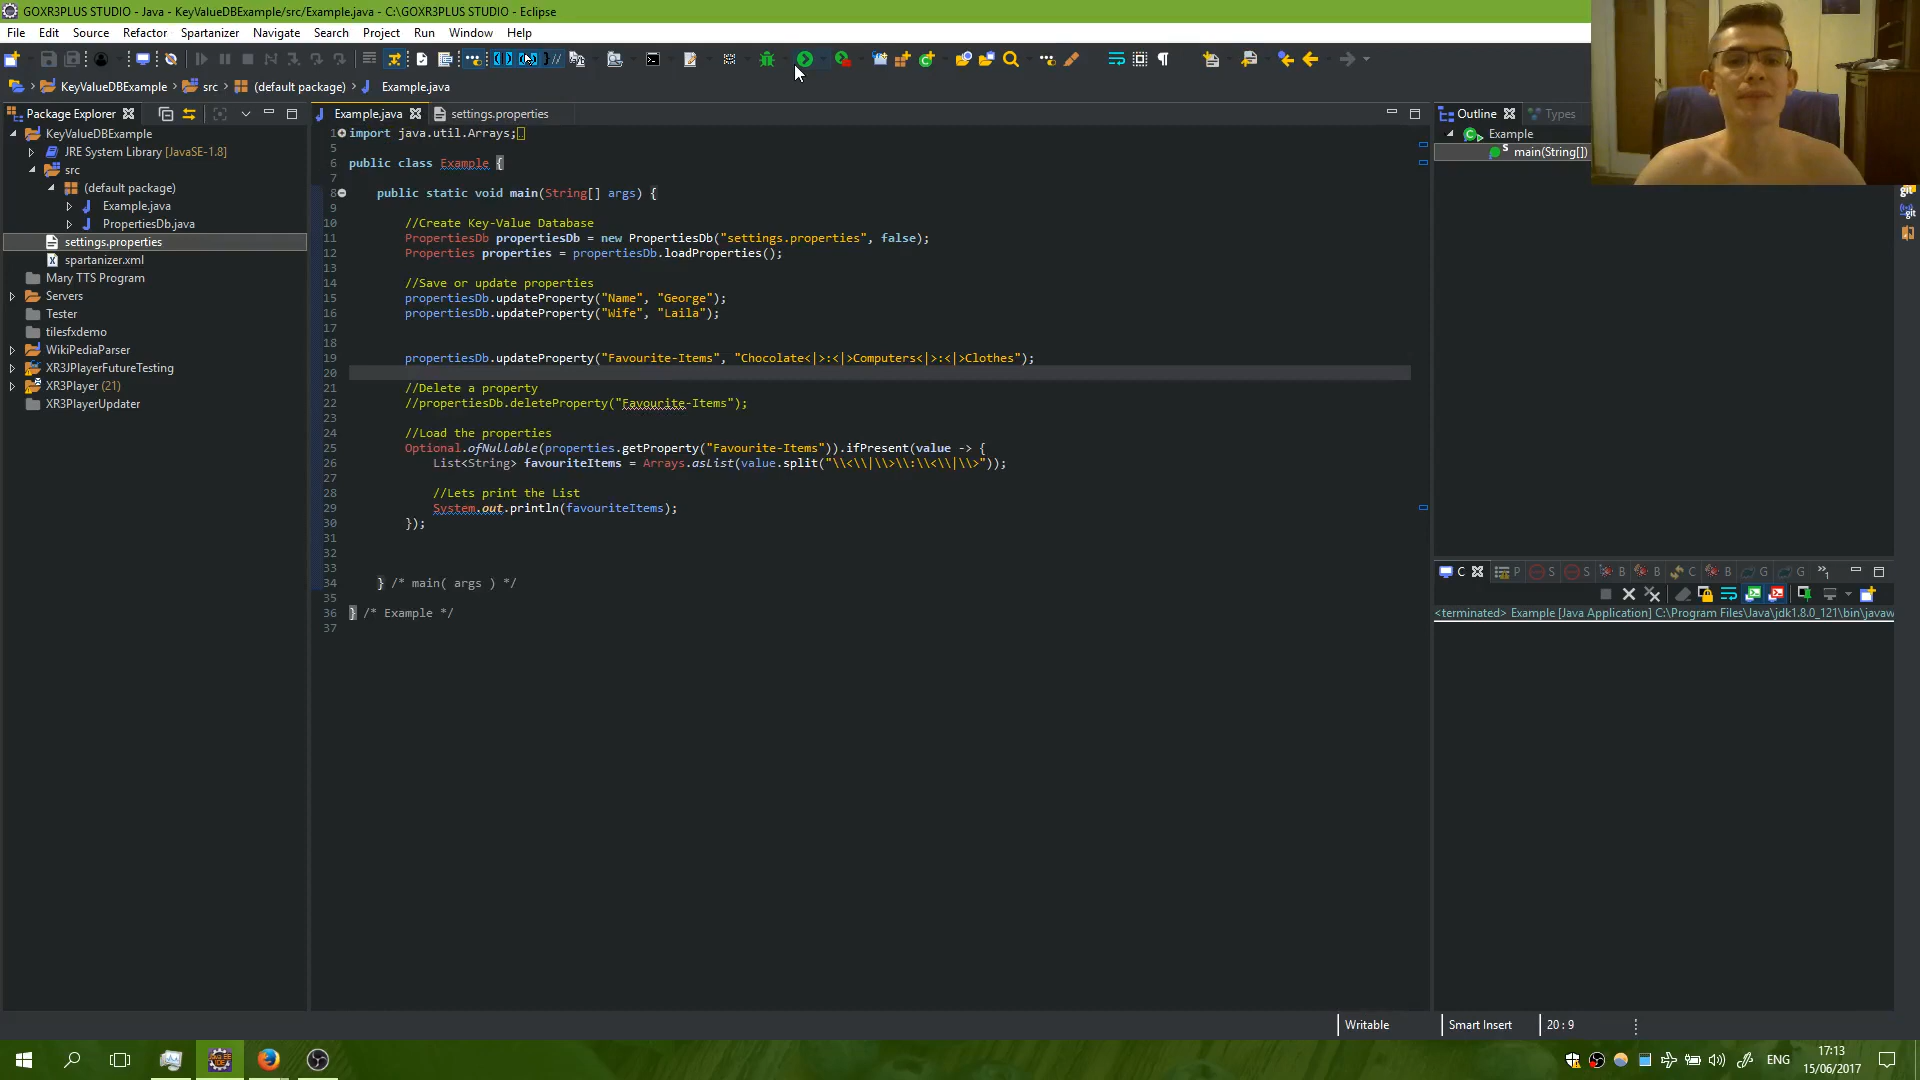 GOXR3PLUS STUDIO - Java - KeyValueDBExample/src/Example.java - C:\GOXR3PLUS STUDIO - Eclipse
File Edit Source Refactor Spartanizer Navigate Search Project Run Window Help
KeyValueDBExample src (default package) Example.java
Package Explorer
KeyValueDBExample
JRE System Library [JavaSE-1.8]
src
(default package)
Example.java
PropertiesDb.java
settings.properties
spartanizer.xml
Mary TTS Program
Servers
Tester
tilesfxdemo
WikiPediaParser
XR3JPlayerFutureTesting
XR3Player (21)
XR3PlayerUpdater
Example.java settings.properties
1 import java.util.Arrays;
5
6 public class Example {
7
8 public static void main(String[] args) {
9
10 //Create Key-Value Database
11 PropertiesDb propertiesDb = new PropertiesDb("settings.properties", false);
12 Properties properties = propertiesDb.loadProperties();
13
14 //Save or update properties
15 propertiesDb.updateProperty("Name", "George");
16 propertiesDb.updateProperty("Wife", "Laila");
17
18
19 propertiesDb.updateProperty("Favourite-Items", "Chocolate<|>:<|>Computers<|>:<|>Clothes");
20
21 //Delete a property
22 //propertiesDb.deleteProperty("Favourite-Items");
23
24 //Load the properties
25 Optional.ofNullable(properties.getProperty("Favourite-Items")).ifPresent(value -> {
26 List<String> favouriteItems = Arrays.asList(value.split("\\<\\|\\>\\:\\<\\|\\>"));
27
28 //Lets print the List
29 System.out.println(favouriteItems);
30 });
31
32
33
34 } /* main( args ) */
35
36 } /* Example */
37
Outline Types
Example
S main(String[])
C P S S B B C B G G »1
<terminated> Example [Java Application] C:\Program Files\Java\jdk1.8.0_121\bin\javaw
git
git
Writable Smart Insert 20 : 9
ENG 17:13
15/06/2017